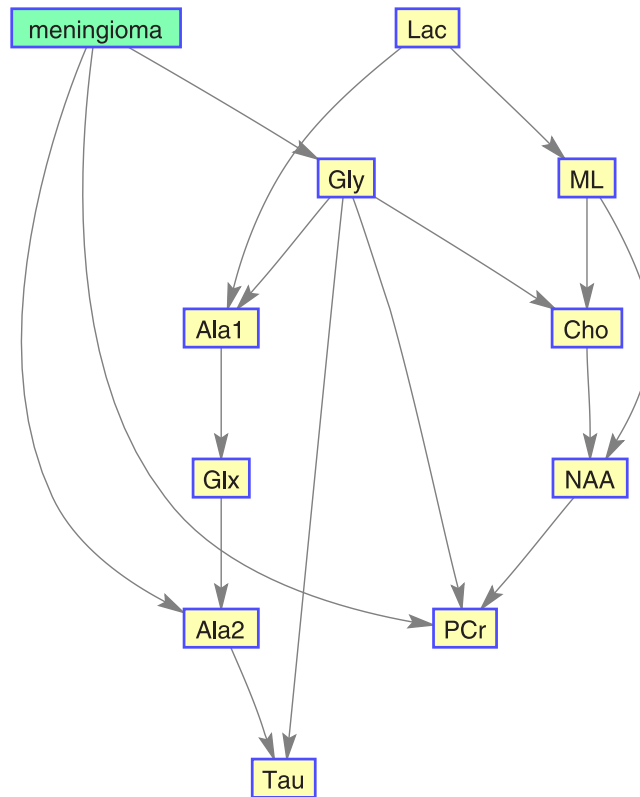 meningioma
Lac
Gly
ML
Ala1
Cho
Glx
NAA
Ala2
PCr
Tau